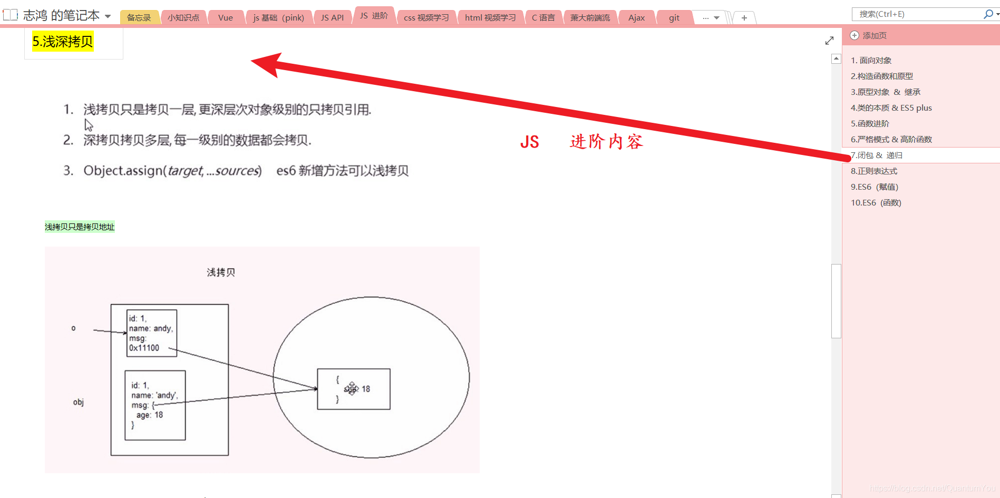 志鸿 的笔记本
备忘录
小知识点
Vue
js 基础（pink)
JS API
JS 进阶
css 视频学习
html 视频学习
C 语言
萧大前端流
Ajax
git
...
+
搜索(Ctrl+E)
5.浅深拷贝
1. 浅拷贝只是拷贝一层,更深层次对象级别的只拷贝引用.
2. 深拷贝拷贝多层,每一级别的数据都会拷贝.
3. Object.assign(target, ...sources) es6 新增方法可以浅拷贝
JS 进阶内容
浅拷贝只是拷贝地址
浅拷贝
o
id: 1,
name: andy,
msg:
0x11100
obj
id: 1,
name: 'andy',
msg: {
age: 18
}
{
18
}
添加页
1. 面向对象
2.构造函数和原型
3.原型对象 & 继承
4.类的本质 & ES5 plus
5.函数进阶
6.严格模式 & 高阶函数
7.闭包 & 递归
8.正则表达式
9.ES6（赋值）
10.ES6（函数）
https://blog.csdn.net/QuantumYou